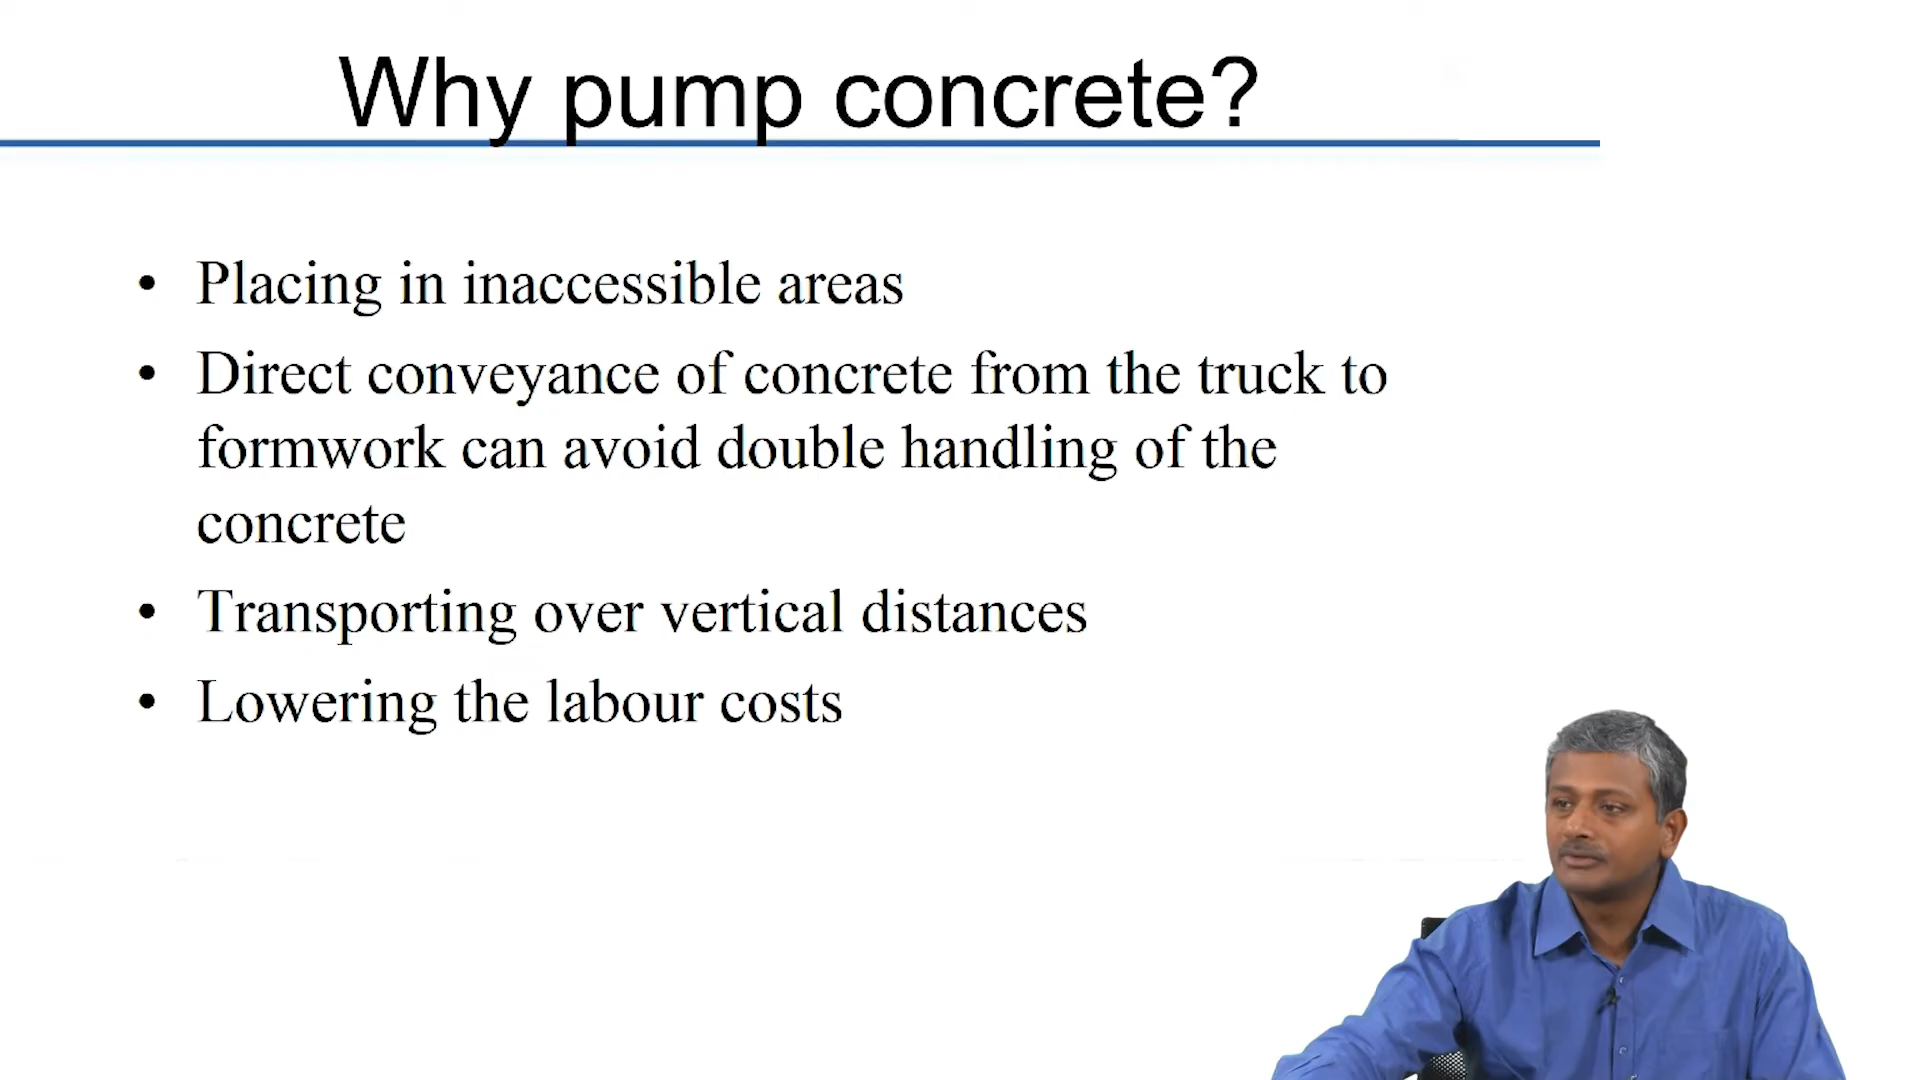 Why pump concrete?
• Placing in inaccessible areas
• Direct conveyance of concrete from the truck to
formwork can avoid double handling of the
concrete
• Transporting over vertical distances
• Lowering the labour costs